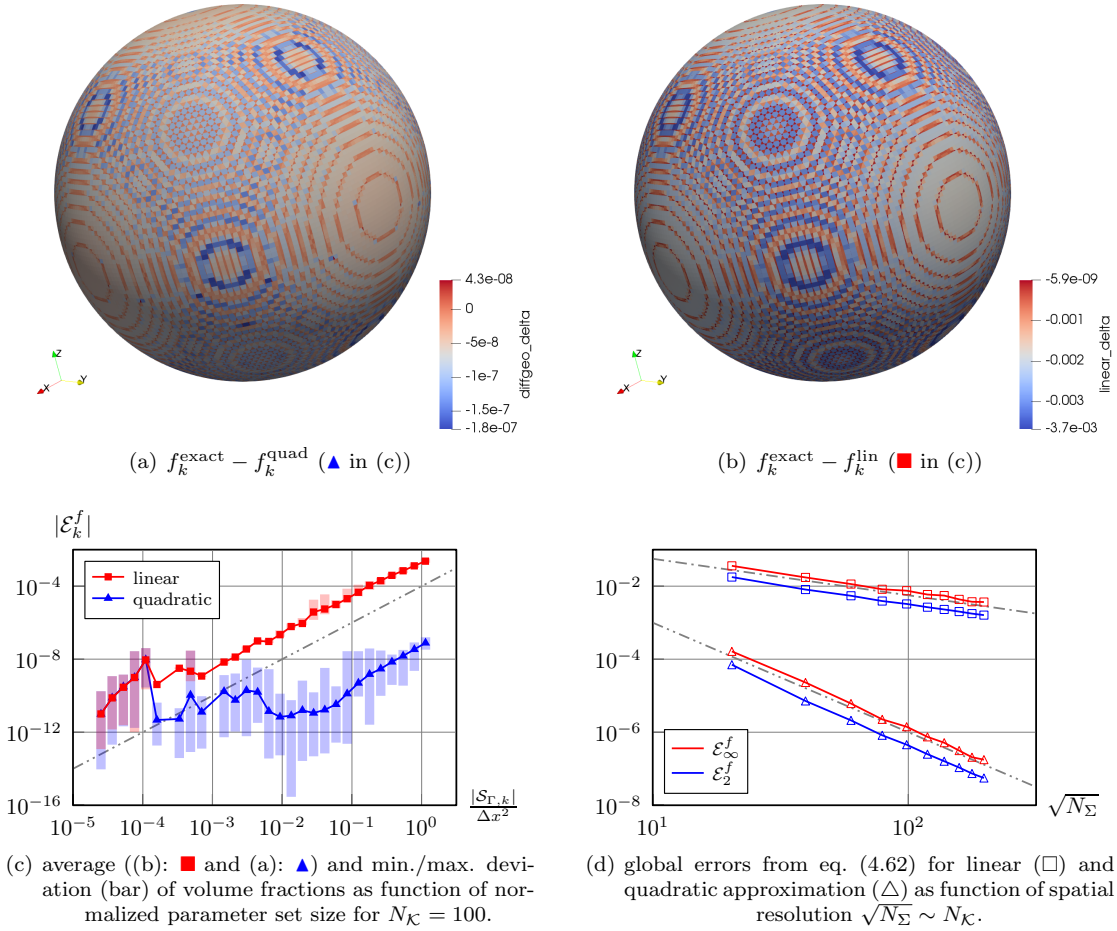 4.3e-08
0
-5e-8
-1e-7
-1.5e-7
-1.8e-07
diffgeo_delta
Z
X
Y
(a) f_k^exact − f_k^quad (▲ in (c))
-5.9e-09
-0.001
-0.002
-0.003
-3.7e-03
linear_delta
Z
X
Y
(b) f_k^exact − f_k^lin (■ in (c))
|ℰ_k^f|
linear
quadratic
10^−4
10^−8
10^−12
10^−16
10^−5
10^−4
10^−3
10^−2
10^−1
10^0
|𝒮_Γ,k|
Δx^2
(c) average ((b): ■ and (a): ▲) and min./max. devi-
ation (bar) of volume fractions as function of nor-
malized parameter set size for N_𝒦 = 100.
10^−2
10^−4
10^−6
10^−8
ℰ_∞^f
ℰ_2^f
10^1
10^2
√N_Σ
(d) global errors from eq. (4.62) for linear (□) and
quadratic approximation (△) as function of spatial
resolution √N_Σ ∼ N_𝒦.